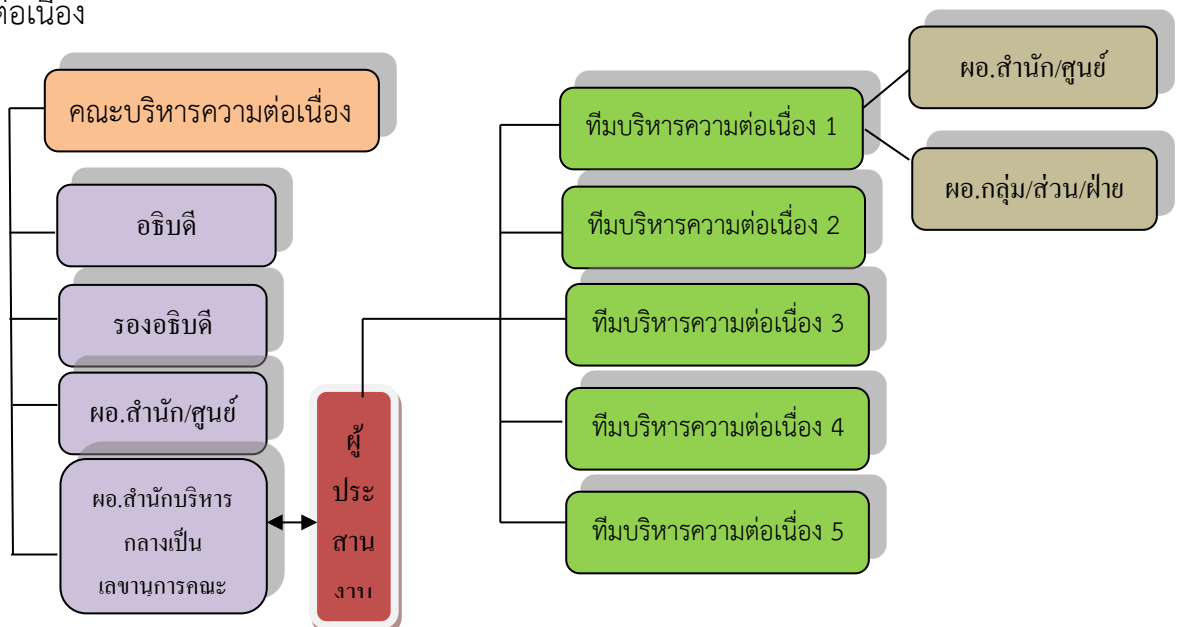 ต่อเนื่อง
คณะบริหารความต่อเนื่อง
อธิบดี
รองอธิบดี
ผอ.สำนัก/ศูนย์
ผอ.สำนักบริหาร
กลางเป็น
เลขานุการคณะ
ผู้
ประ
สาน
งาน
ทีมบริหารความต่อเนื่อง 1
ทีมบริหารความต่อเนื่อง 2
ทีมบริหารความต่อเนื่อง 3
ทีมบริหารความต่อเนื่อง 4
ทีมบริหารความต่อเนื่อง 5
ผอ.สำนัก/ศูนย์
ผอ.กลุ่ม/ส่วน/ฝ่าย